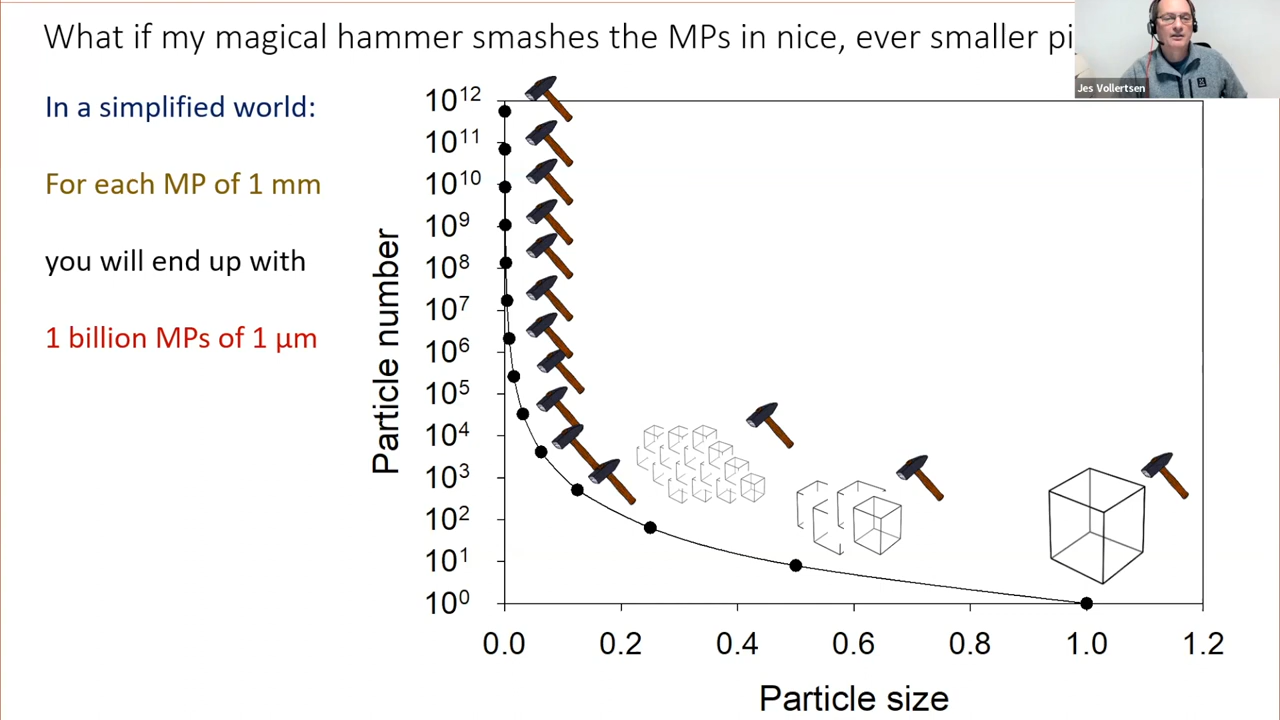 What if my magical hammer smashes the MPs in nice, ever smaller pi
Jes Vollertsen
In a simplified world:
For each MP of 1 mm
you will end up with
1 billion MPs of 1 µm
Particle number
10¹²
10¹¹
10¹⁰
10⁹
10⁸
10⁷
10⁶
10⁵
10⁴
10³
10²
10¹
10⁰
0.0 0.2 0.4 0.6 0.8 1.0 1.2
Particle size